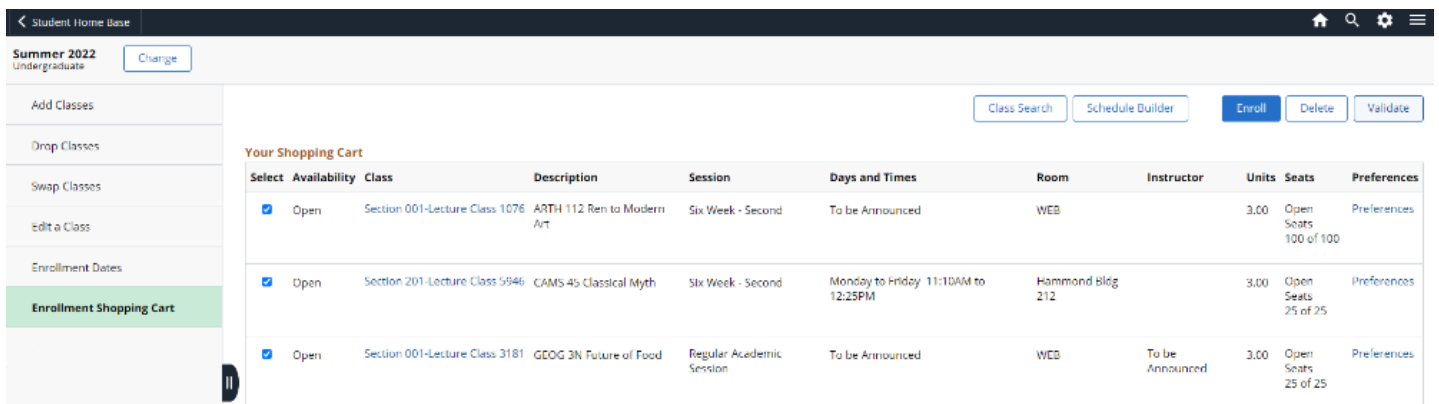 Student Home Base
Summer 2022
Undergraduate
Change
Add Classes
Drop Classes
Swap Classes
Edit a Class
Enrollment Dates
Enrollment Shopping Cart
Class Search
Schedule Builder
Enroll
Delete
Validate
Your Shopping Cart
Select Availability Class Description Session Days and Times Room Instructor Units Seats Preferences
Open Section 001-Lecture Class 1076 ARTH 112 Ren to Modern Six Week - Second To be Announced WEB 3.00 Open Preferences
Art Seats
100 of 100
Open Section 201-Lecture Class 5946 CAMS 45 Classical Myth Six Week - Second Monday to Friday 11:10AM to Hammond Bldg 3.00 Open Preferences
12:25PM 212 Seats
25 of 25
Open Section 001-Lecture Class 3181 GEOG 3N Future of Food Regular Academic To be Announced WEB To be 3.00 Open Preferences
Session Announced Seats
25 of 25